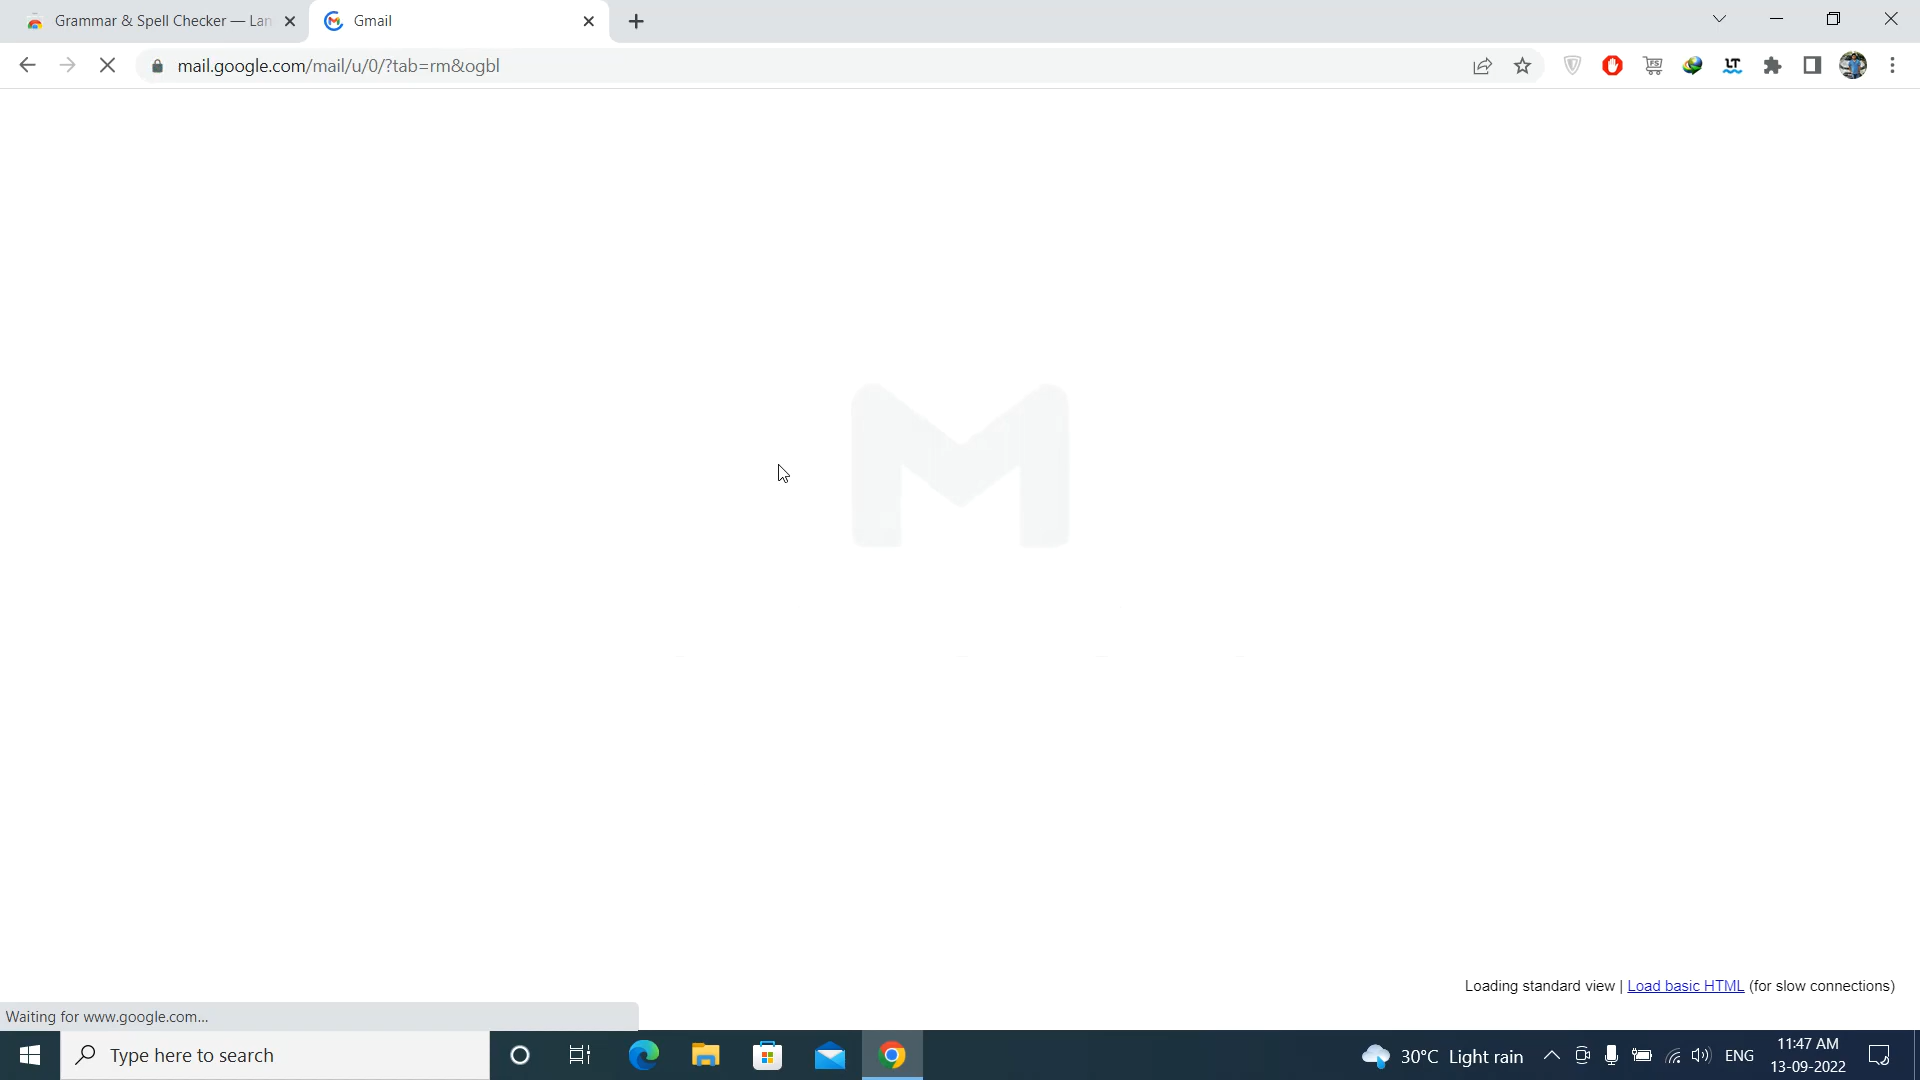 Grammar & Spell Checker — Lan
Gmail
mail.google.com/mail/u/0/?tab=rm&ogbl
FS
LT
M
Loading standard view | Load basic HTML (for slow connections)
Waiting for www.google.com...
Type here to search
30°C Light rain
ENG
11:47 AM
13-09-2022